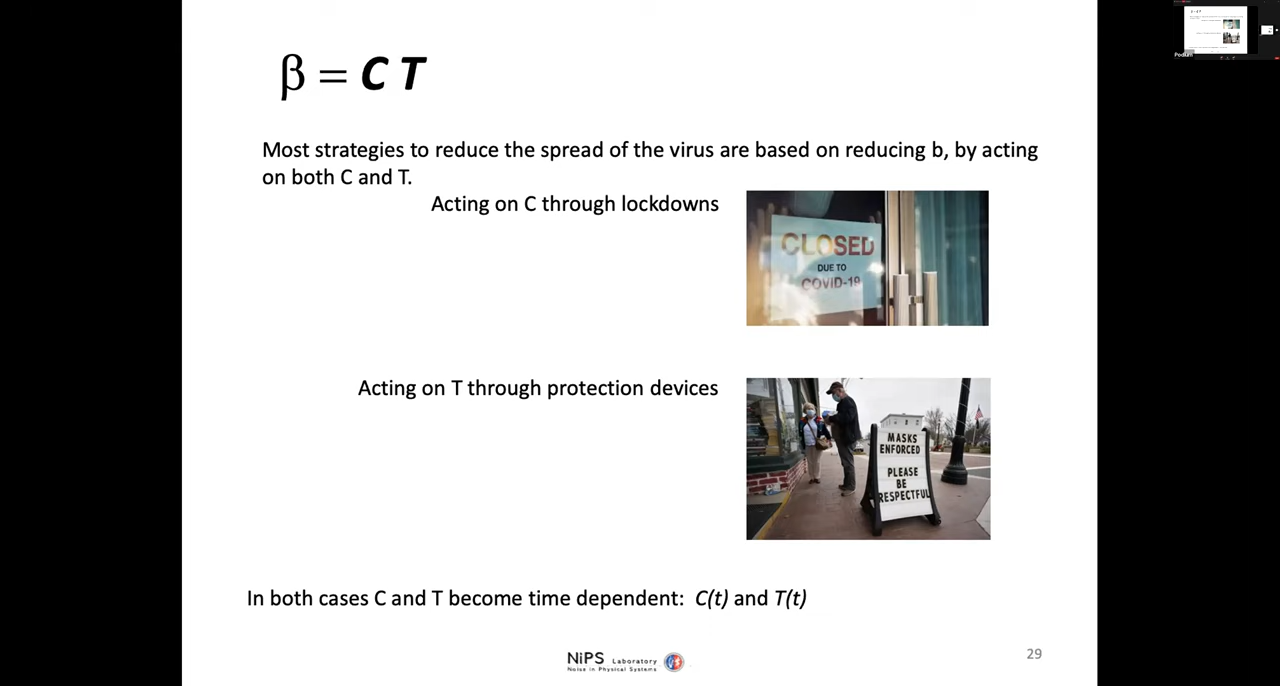 β = C T
Most strategies to reduce the spread of the virus are based on reducing b, by acting
on both C and T.
Acting on C through lockdowns
CLOSED
DUE TO
COVID-19
Acting on T through protection devices
MASKS
ENFORCED
PLEASE
BE
RESPECTFUL
In both cases C and T become time dependent: C(t) and T(t)
NiPS Laboratory
Noise in Physical Systems
29
Podium